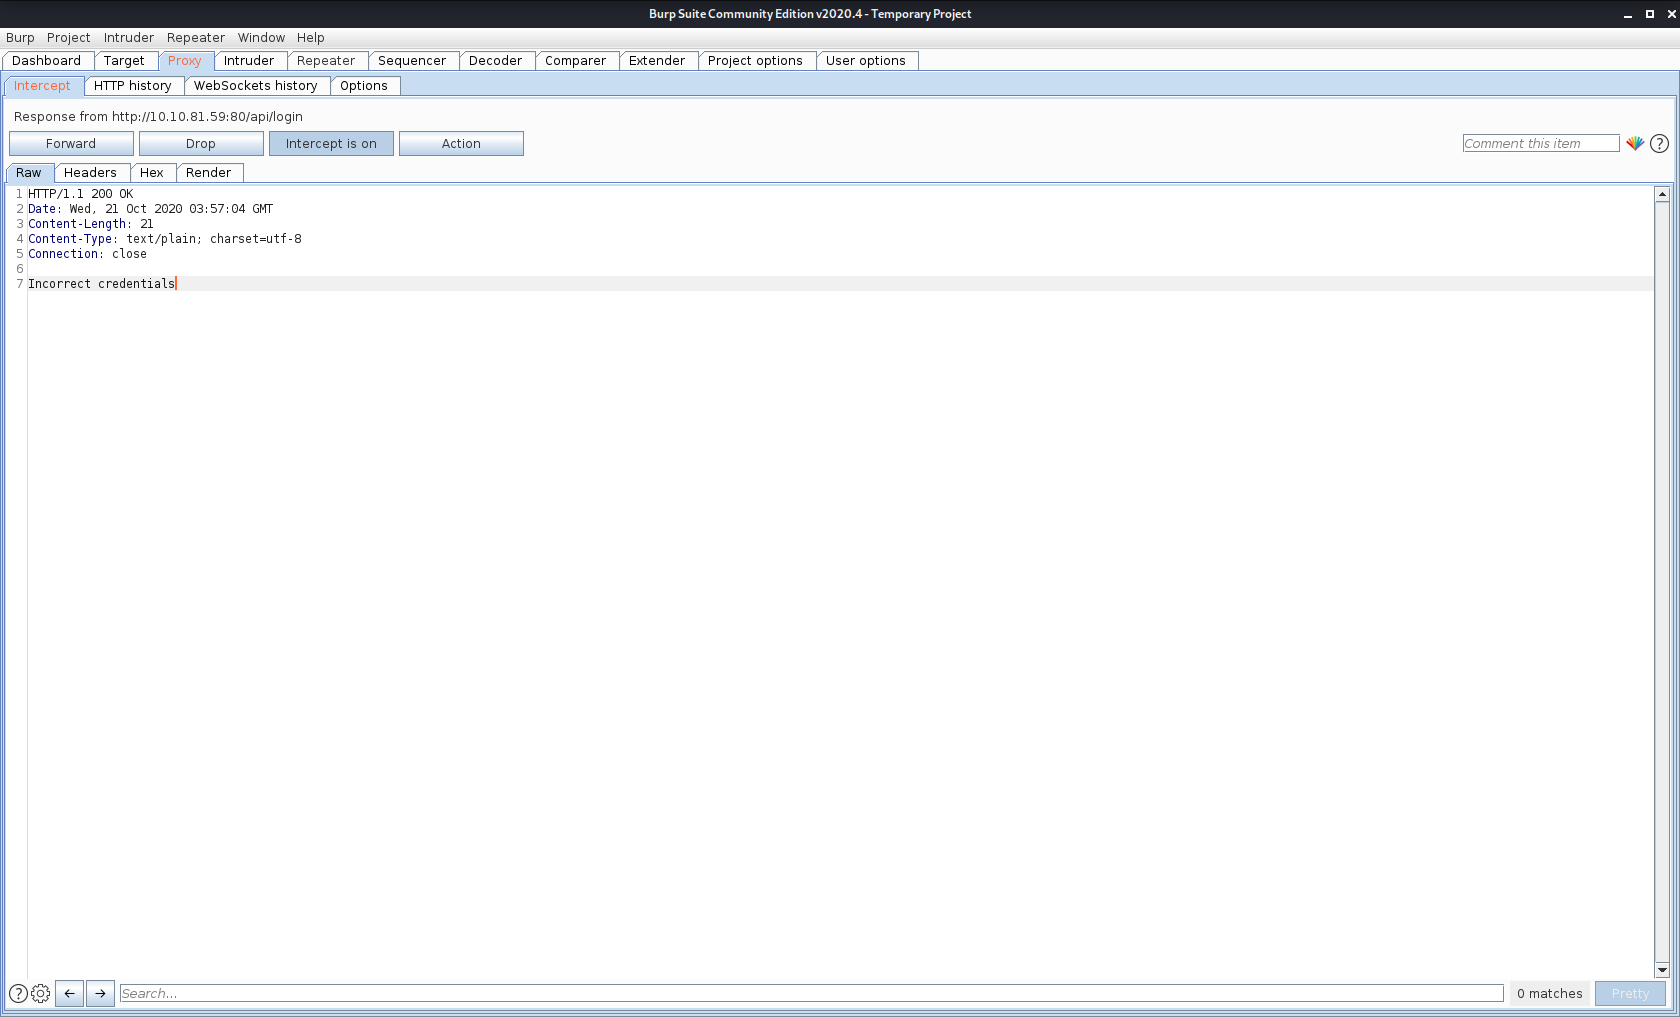 Burp Suite Community Edition v2020.4 - Temporary Project
Burp Project Intruder Repeater Window Help
Dashboard Target Proxy Intruder Repeater Sequencer Decoder Comparer Extender Project options User options
Intercept HTTP history WebSockets history Options
Response from http://10.10.81.59:80/api/login
Forward Drop Intercept is on Action Comment this item ?
Raw Headers Hex Render
1 HTTP/1.1 200 OK
2 Date: Wed, 21 Oct 2020 03:57:04 GMT
3 Content-Length: 21
4 Content-Type: text/plain; charset=utf-8
5 Connection: close
6
7 Incorrect credentials
? ← → Search... 0 matches Pretty